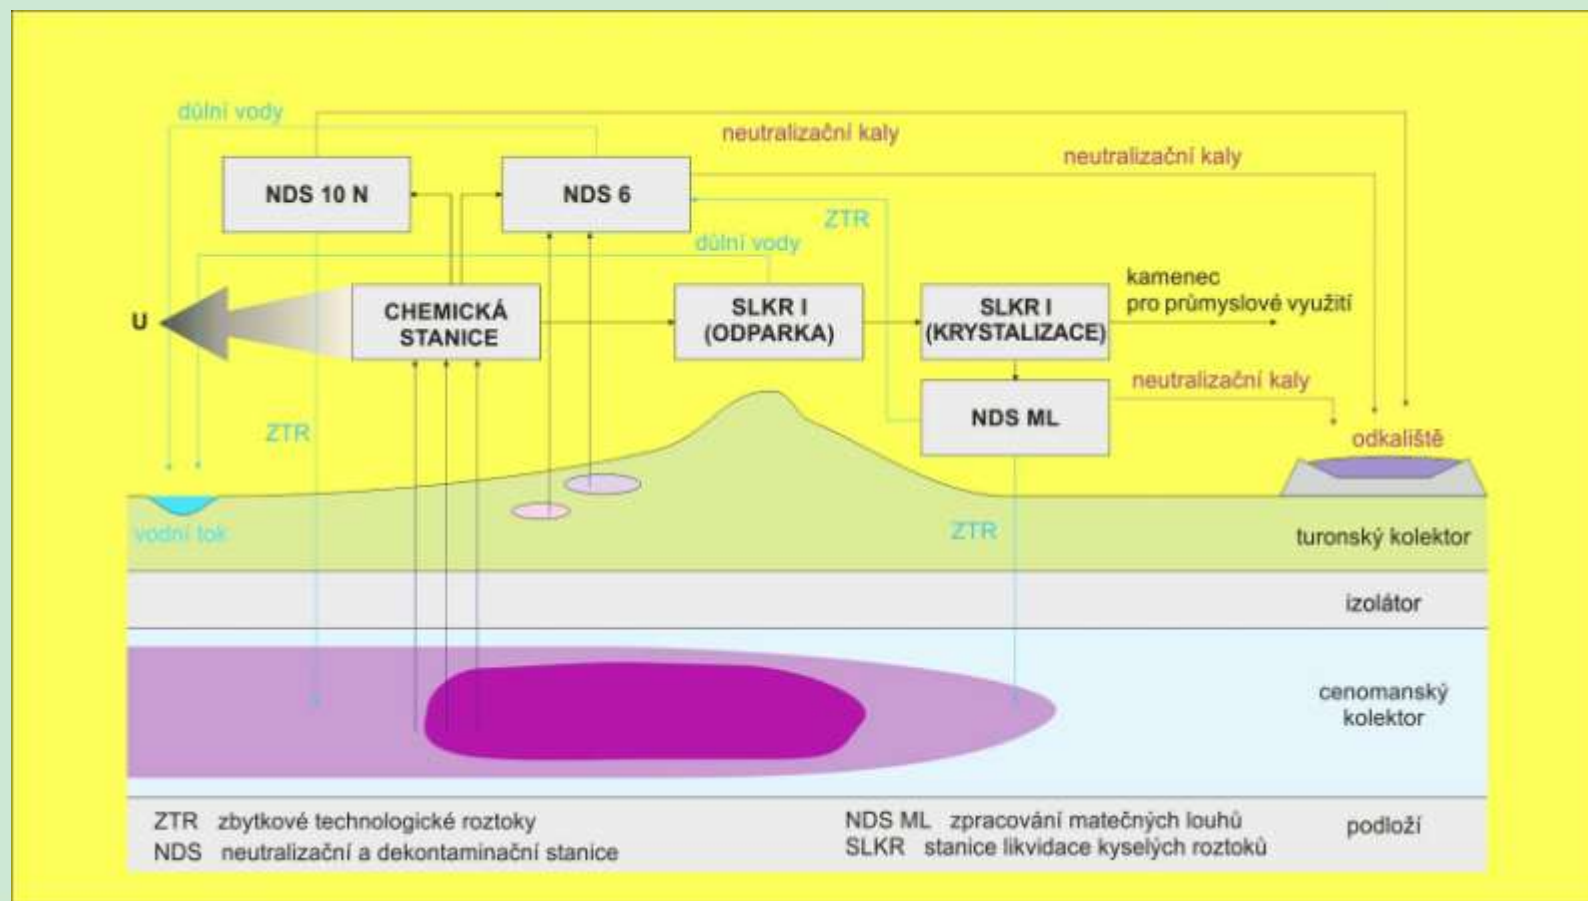 důlní vody
neutralizační kaly
neutralizační kaly
NDS 10 N
NDS 6
ZTR
důlní vody
kamenec
pro průmyslové využití
U
CHEMICKÁ
STANICE
SLKR I
(ODPARKA)
SLKR I
(KRYSTALIZACE)
neutralizační kaly
NDS ML
ZTR
odkaliště
vodní tok
ZTR
turonský kolektor
izolátor
cenomanský
kolektor
ZTR zbytkové technologické roztoky
NDS neutralizační a dekontaminační stanice
NDS ML zpracování matečných louhů
SLKR stanice likvidace kyselých roztoků
podloží